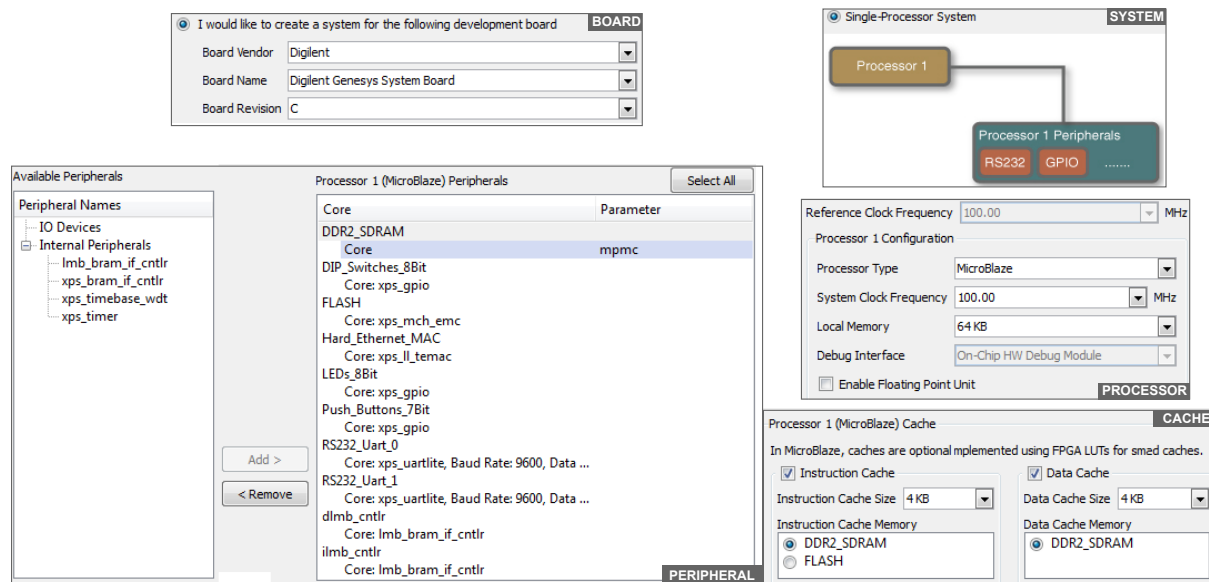 I would like to create a system for the following development board
BOARD
Board Vendor Digilent
Board Name Digilent Genesys System Board
Board Revision C
Single-Processor System
SYSTEM
Processor 1
Processor 1 Peripherals
RS232 GPIO .......
Available Peripherals
Peripheral Names
IO Devices
Internal Peripherals
lmb_bram_if_cntlr
xps_bram_if_cntlr
xps_timebase_wdt
xps_timer
Add >
< Remove
Processor 1 (MicroBlaze) Peripherals
Select All
Core Parameter
DDR2_SDRAM
Core mpmc
DIP_Switches_8Bit
Core: xps_gpio
FLASH
Core: xps_mch_emc
Hard_Ethernet_MAC
Core: xps_ll_temac
LEDs_8Bit
Core: xps_gpio
Push_Buttons_7Bit
Core: xps_gpio
RS232_Uart_0
Core: xps_uartlite, Baud Rate: 9600, Data ...
RS232_Uart_1
Core: xps_uartlite, Baud Rate: 9600, Data ...
dlmb_cntlr
Core: lmb_bram_if_cntlr
ilmb_cntlr
Core: lmb_bram_if_cntlr
PERIPHERAL
Reference Clock Frequency 100.00 MHz
Processor 1 Configuration
Processor Type MicroBlaze
System Clock Frequency 100.00 MHz
Local Memory 64 KB
Debug Interface On-Chip HW Debug Module
Enable Floating Point Unit
PROCESSOR
Processor 1 (MicroBlaze) Cache
CACHE
In MicroBlaze, caches are optional mplemented using FPGA LUTs for smad caches.
Instruction Cache
Instruction Cache Size 4 KB
Instruction Cache Memory
DDR2_SDRAM
FLASH
Data Cache
Data Cache Size 4 KB
Data Cache Memory
DDR2_SDRAM